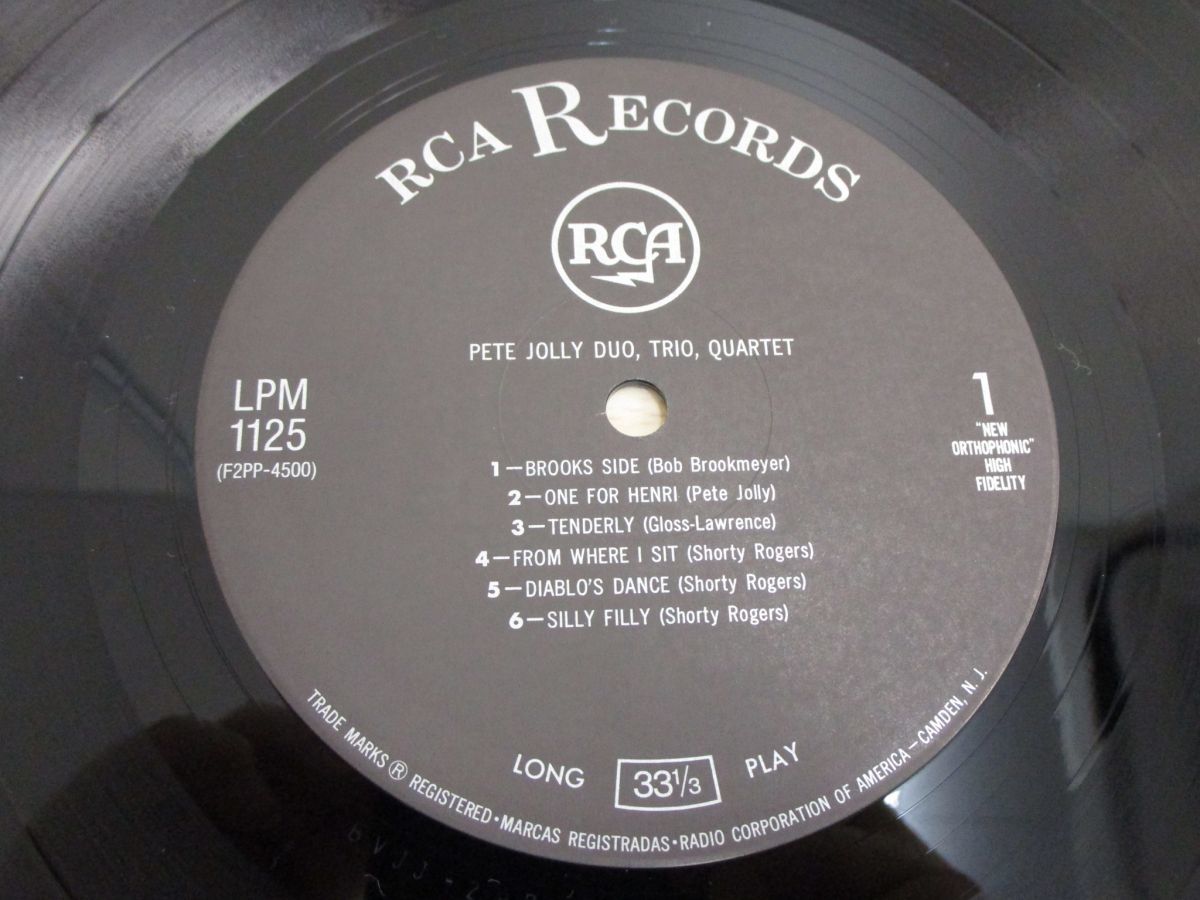 RCA RECORDS
RCA
PETE JOLLY DUO, TRIO, QUARTET
LPM
1125
(F2PP-4500)
1
"NEW
ORTHOPHONIC"
HIGH
FIDELITY
1—BROOKS SIDE (Bob Brookmeyer)
2—ONE FOR HENRI (Pete Jolly)
3—TENDERLY (Gloss-Lawrence)
4—FROM WHERE I SIT (Shorty Rogers)
5—DIABLO'S DANCE (Shorty Rogers)
6—SILLY FILLY (Shorty Rogers)
LONG 33⅓ PLAY
TRADE MARKS ® REGISTERED•MARCAS REGISTRADAS•RADIO CORPORATION OF AMERICA—CAMDEN, N. J.